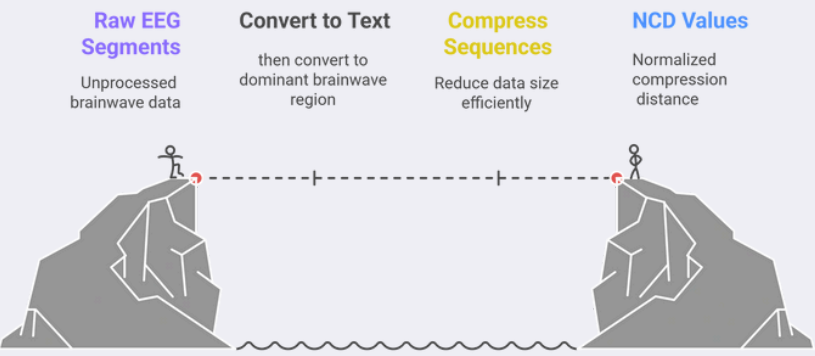 Raw EEG
Segments
Unprocessed
brainwave data
Convert to Text
then convert to
dominant brainwave
region
Compress
Sequences
Reduce data size
efficiently
NCD Values
Normalized
compression
distance